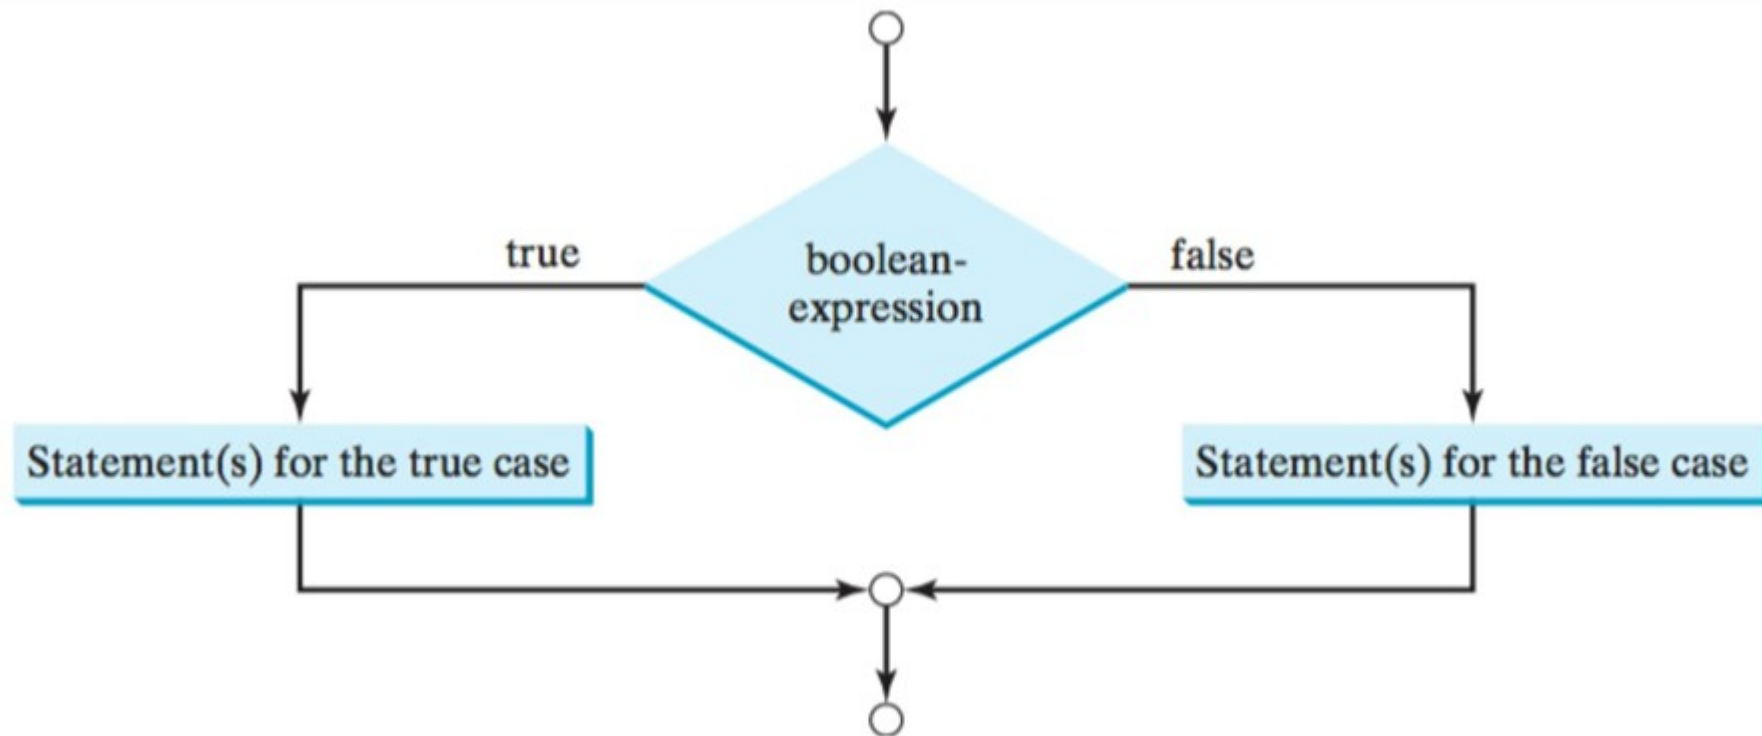 true
boolean-
expression
false
Statement(s) for the true case
Statement(s) for the false case